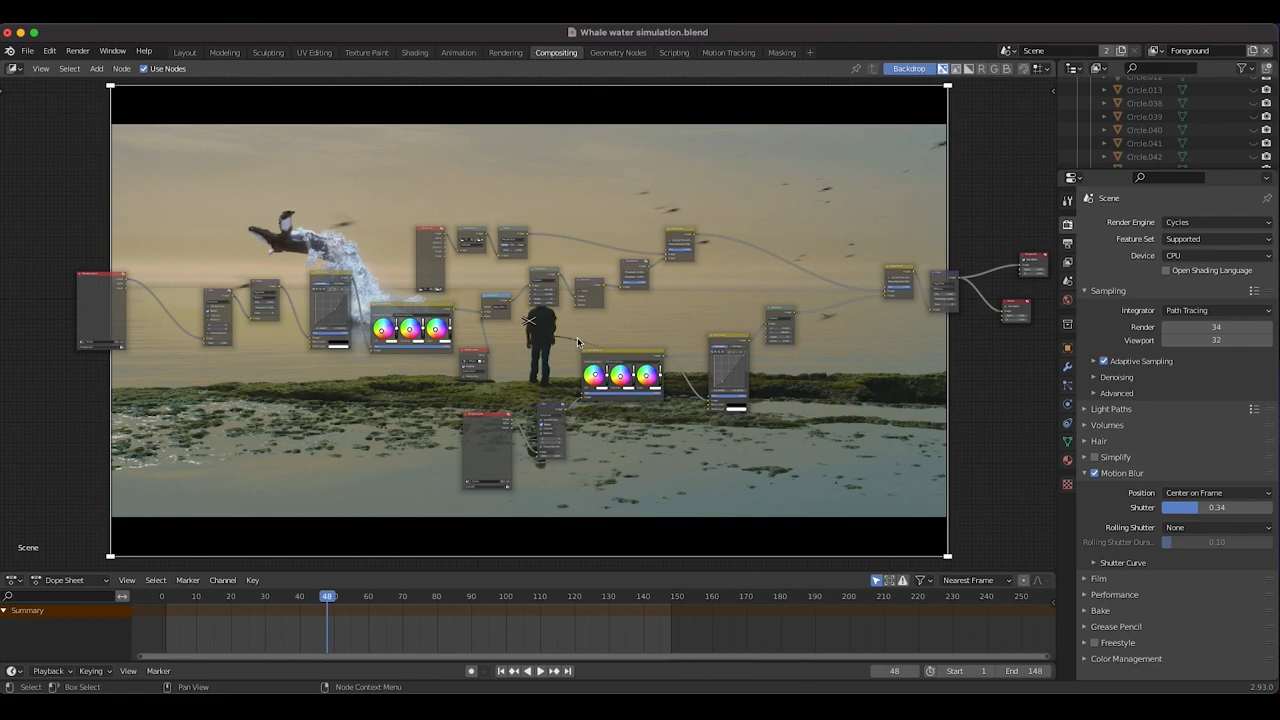 Whale water simulation.blend
File Edit Render Window Help Layout Modeling Sculpting UV Editing Texture Paint Shading Animation Rendering Compositing Geometry Nodes Scripting Motion Tracking Masking + Scene 2 Foreground
View Select Add Node Use Nodes Backdrop R G B
Circle.013
Circle.038
Circle.039
Circle.040
Circle.041
Circle.042
Scene
Render Engine Cycles
Feature Set Supported
Device CPU
Open Shading Language
Sampling
Integrator Path Tracing
Render 34
Viewport 32
Adaptive Sampling
Denoising
Advanced
Light Paths
Volumes
Hair
Simplify
Motion Blur
Position Center on Frame
Shutter 0.34
Rolling Shutter None
Rolling Shutter Dura... 0.10
Shutter Curve
Film
Performance
Bake
Grease Pencil
Freestyle
Color Management
Scene
Dope Sheet View Select Marker Channel Key Nearest Frame
0 10 20 30 40 48 60 70 80 90 100 110 120 130 140 150 160 170 180 190 200 210 220 230 240 250
Summary
Playback Keying View Marker 48 Start 1 End 148
Select Box Select Pan View Node Context Menu 2.93.0